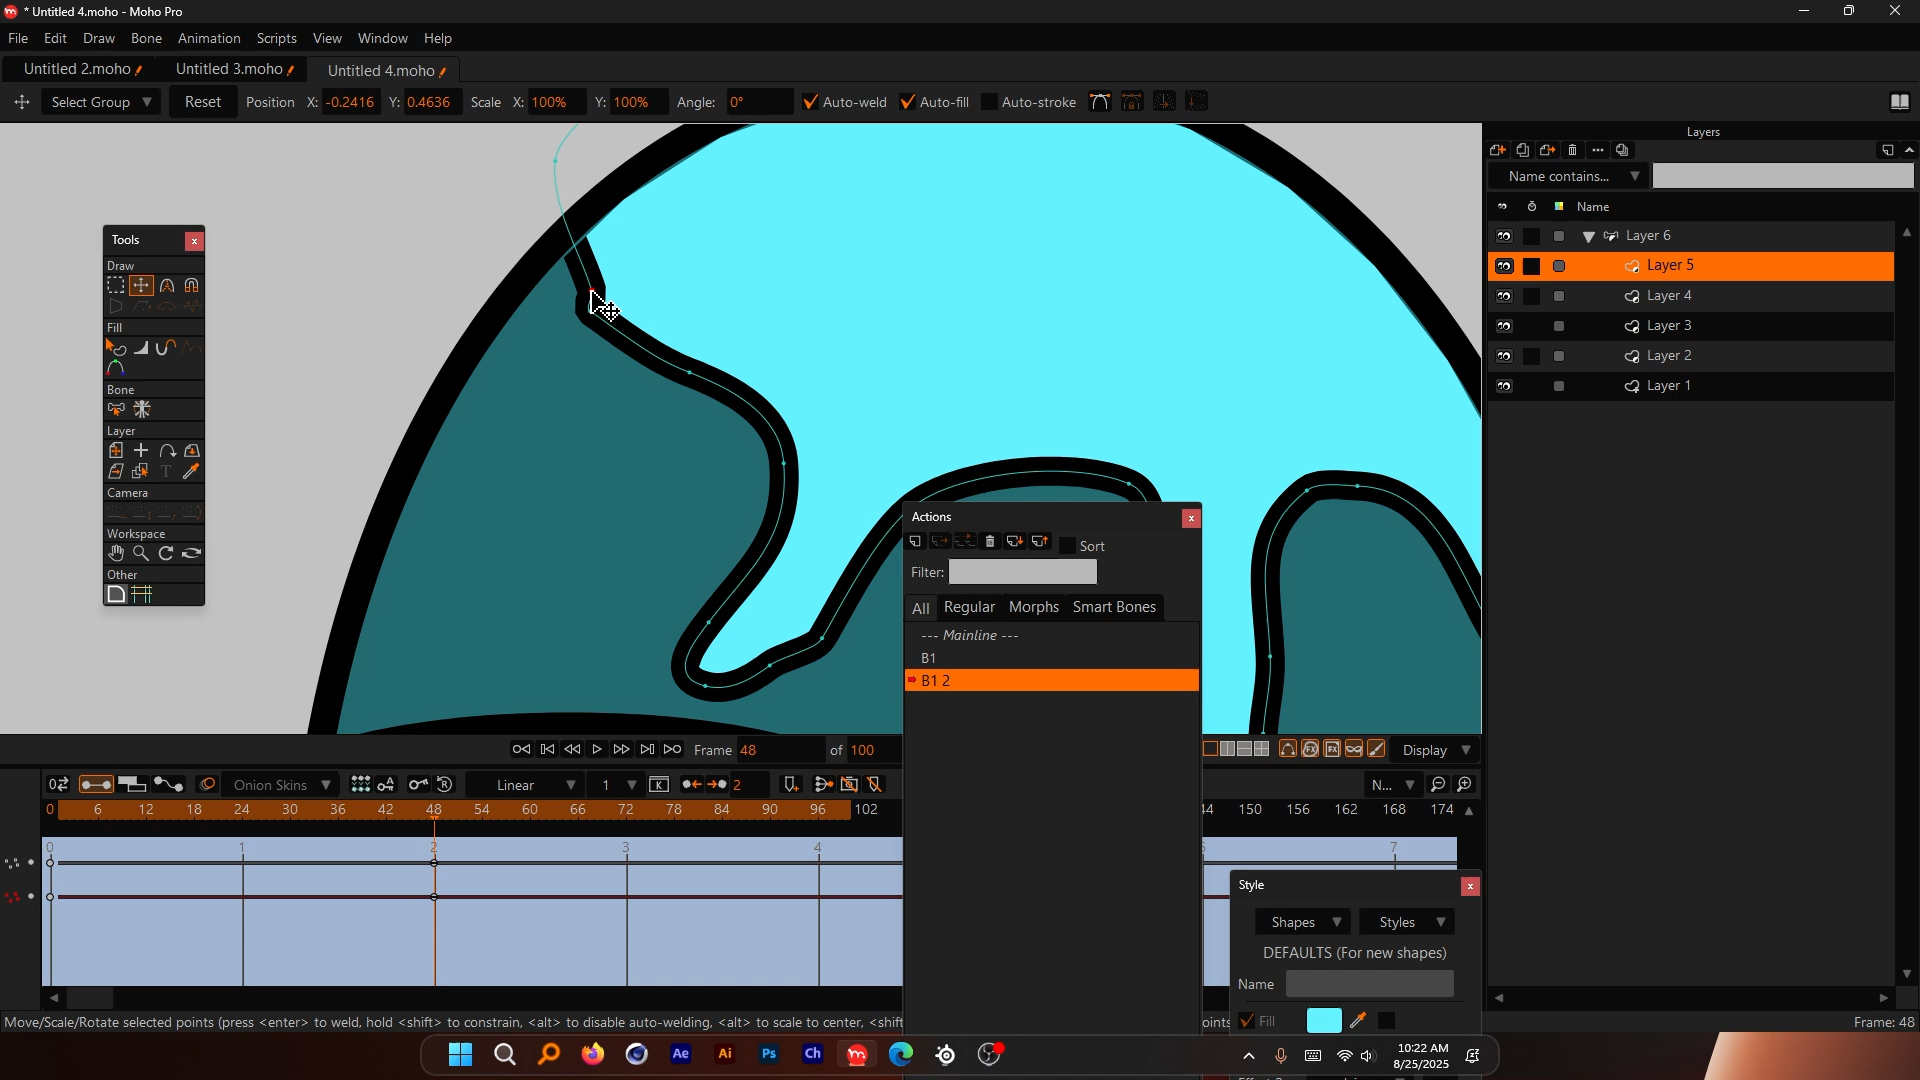 * Untitled 4.moho - Moho Pro
File Edit Draw Bone Animation Scripts View Window Help
Untitled 2.moho Untitled 3.moho Untitled 4.moho
Select Group Reset Position X: -0.2416 Y: 0.4636 Scale X: 100% Y: 100% Angle: 0° Auto-weld Auto-fill Auto-stroke
Layers
Name contains...
Name
Layer 6
Layer 5
Layer 4
Layer 3
Layer 2
Layer 1
Tools
Draw
Fill
Bone
Layer
Camera
Workspace
Other
Actions
Sort
Filter:
All Regular Morphs Smart Bones
--- Mainline ---
B1
B1 2
Frame 48 of 100
Display
Onion Skins Linear 1 2 N...
0 6 12 18 24 30 36 42 48 54 60 66 72 78 84 90 96 102 44 150 156 162 168 174
0 1 2 3 4 5 7
Style
Shapes Styles
DEFAULTS (For new shapes)
Name
Fill
Move/Scale/Rotate selected points (press <enter> to weld, hold <shift> to constrain, <alt> to disable auto-welding, <alt> to scale to center, <shift
oints
Frame: 48
Ae Ai Ps Ch
10:22 AM
8/25/2025